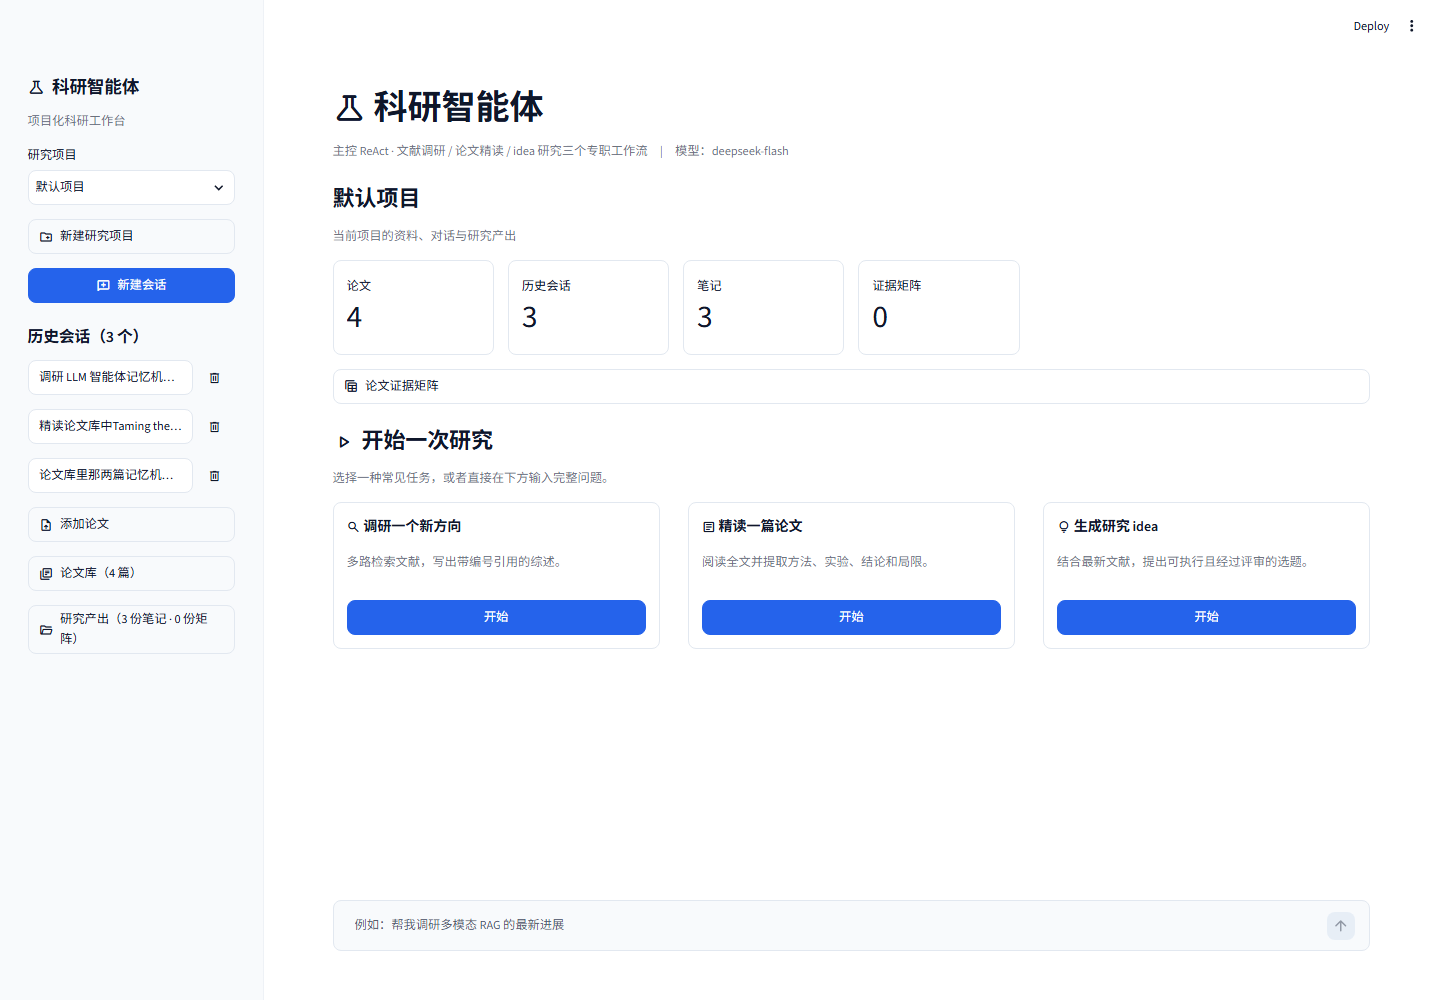 Deploy
科研智能体
项目化科研工作台
研究项目
默认项目
新建研究项目
新建会话
历史会话（3 个）
调研 LLM 智能体记忆机...
精读论文库中Taming the...
论文库里那两篇记忆机...
添加论文
论文库（4 篇）
研究产出（3 份笔记 · 0 份矩
阵）
科研智能体
主控 ReAct · 文献调研 / 论文精读 / idea 研究三个专职工作流 | 模型：deepseek-flash
默认项目
当前项目的资料、对话与研究产出
论文
4
历史会话
3
笔记
3
证据矩阵
0
论文证据矩阵
开始一次研究
选择一种常见任务，或者直接在下方输入完整问题。
调研一个新方向
多路检索文献，写出带编号引用的综述。
开始
精读一篇论文
阅读全文并提取方法、实验、结论和局限。
开始
生成研究 idea
结合最新文献，提出可执行且经过评审的选题。
开始
例如：帮我调研多模态 RAG 的最新进展